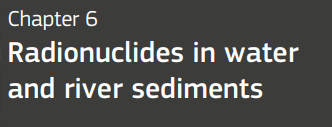 Chapter 6
Radionuclides in water
and river sediments